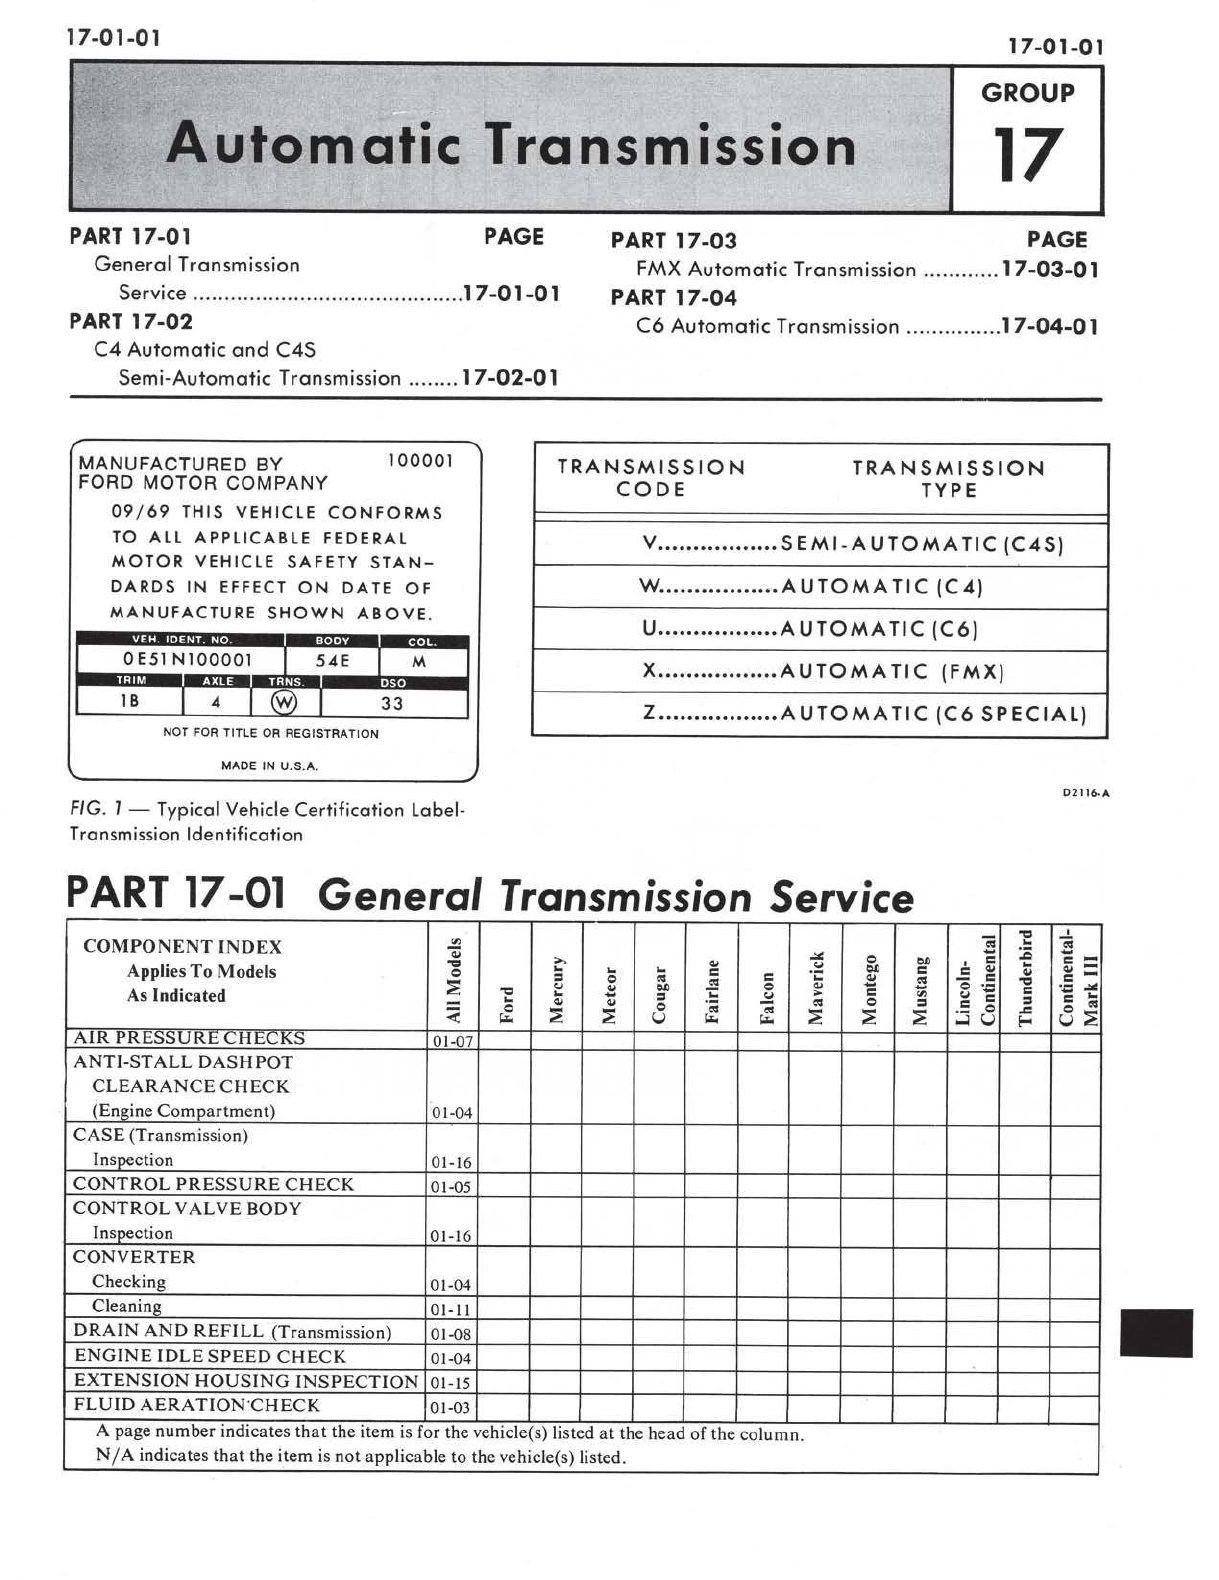 17-01-01
17-01-01
Automatic Transmission
GROUP
17
PART 17-01 PAGE
General Transmission
Service ..........................................17-01-01
PART 17-02
C4 Automatic and C4S
Semi-Automatic Transmission ........17-02-01
PART 17-03 PAGE
FMX Automatic Transmission ............17-03-01
PART 17-04
C6 Automatic Transmission ...............17-04-01
MANUFACTURED BY 100001
FORD MOTOR COMPANY
09/69 THIS VEHICLE CONFORMS
TO ALL APPLICABLE FEDERAL
MOTOR VEHICLE SAFETY STAN-
DARDS IN EFFECT ON DATE OF
MANUFACTURE SHOWN ABOVE.
VEH. IDENT. NO. BODY COL.
0E51N100001 54E M
TRIM AXLE TRNS. DSO
1B 4 W 33
NOT FOR TITLE OR REGISTRATION
MADE IN U.S.A.
TRANSMISSION TRANSMISSION
CODE TYPE
V.................SEMI-AUTOMATIC (C4S)
W.................AUTOMATIC (C4)
U.................AUTOMATIC (C6)
X.................AUTOMATIC (FMX)
Z.................AUTOMATIC (C6 SPECIAL)
D2116-A
FIG. 1 — Typical Vehicle Certification Label-
Transmission Identification
PART 17-01 General Transmission Service
COMPONENT INDEX
Applies To Models
As Indicated
All Models
Ford
Mercury
Meteor
Cougar
Fairlane
Falcon
Maverick
Montego
Mustang
Lincoln-
Continental
Thunderbird
Continental-
Mark III
AIR PRESSURE CHECKS 01-07
ANTI-STALL DASHPOT
CLEARANCE CHECK
(Engine Compartment) 01-04
CASE (Transmission)
Inspection 01-16
CONTROL PRESSURE CHECK 01-05
CONTROL VALVE BODY
Inspection 01-16
CONVERTER
Checking 01-04
Cleaning 01-11
DRAIN AND REFILL (Transmission) 01-08
ENGINE IDLE SPEED CHECK 01-04
EXTENSION HOUSING INSPECTION 01-15
FLUID AERATION CHECK 01-03
A page number indicates that the item is for the vehicle(s) listed at the head of the column.
N/A indicates that the item is not applicable to the vehicle(s) listed.